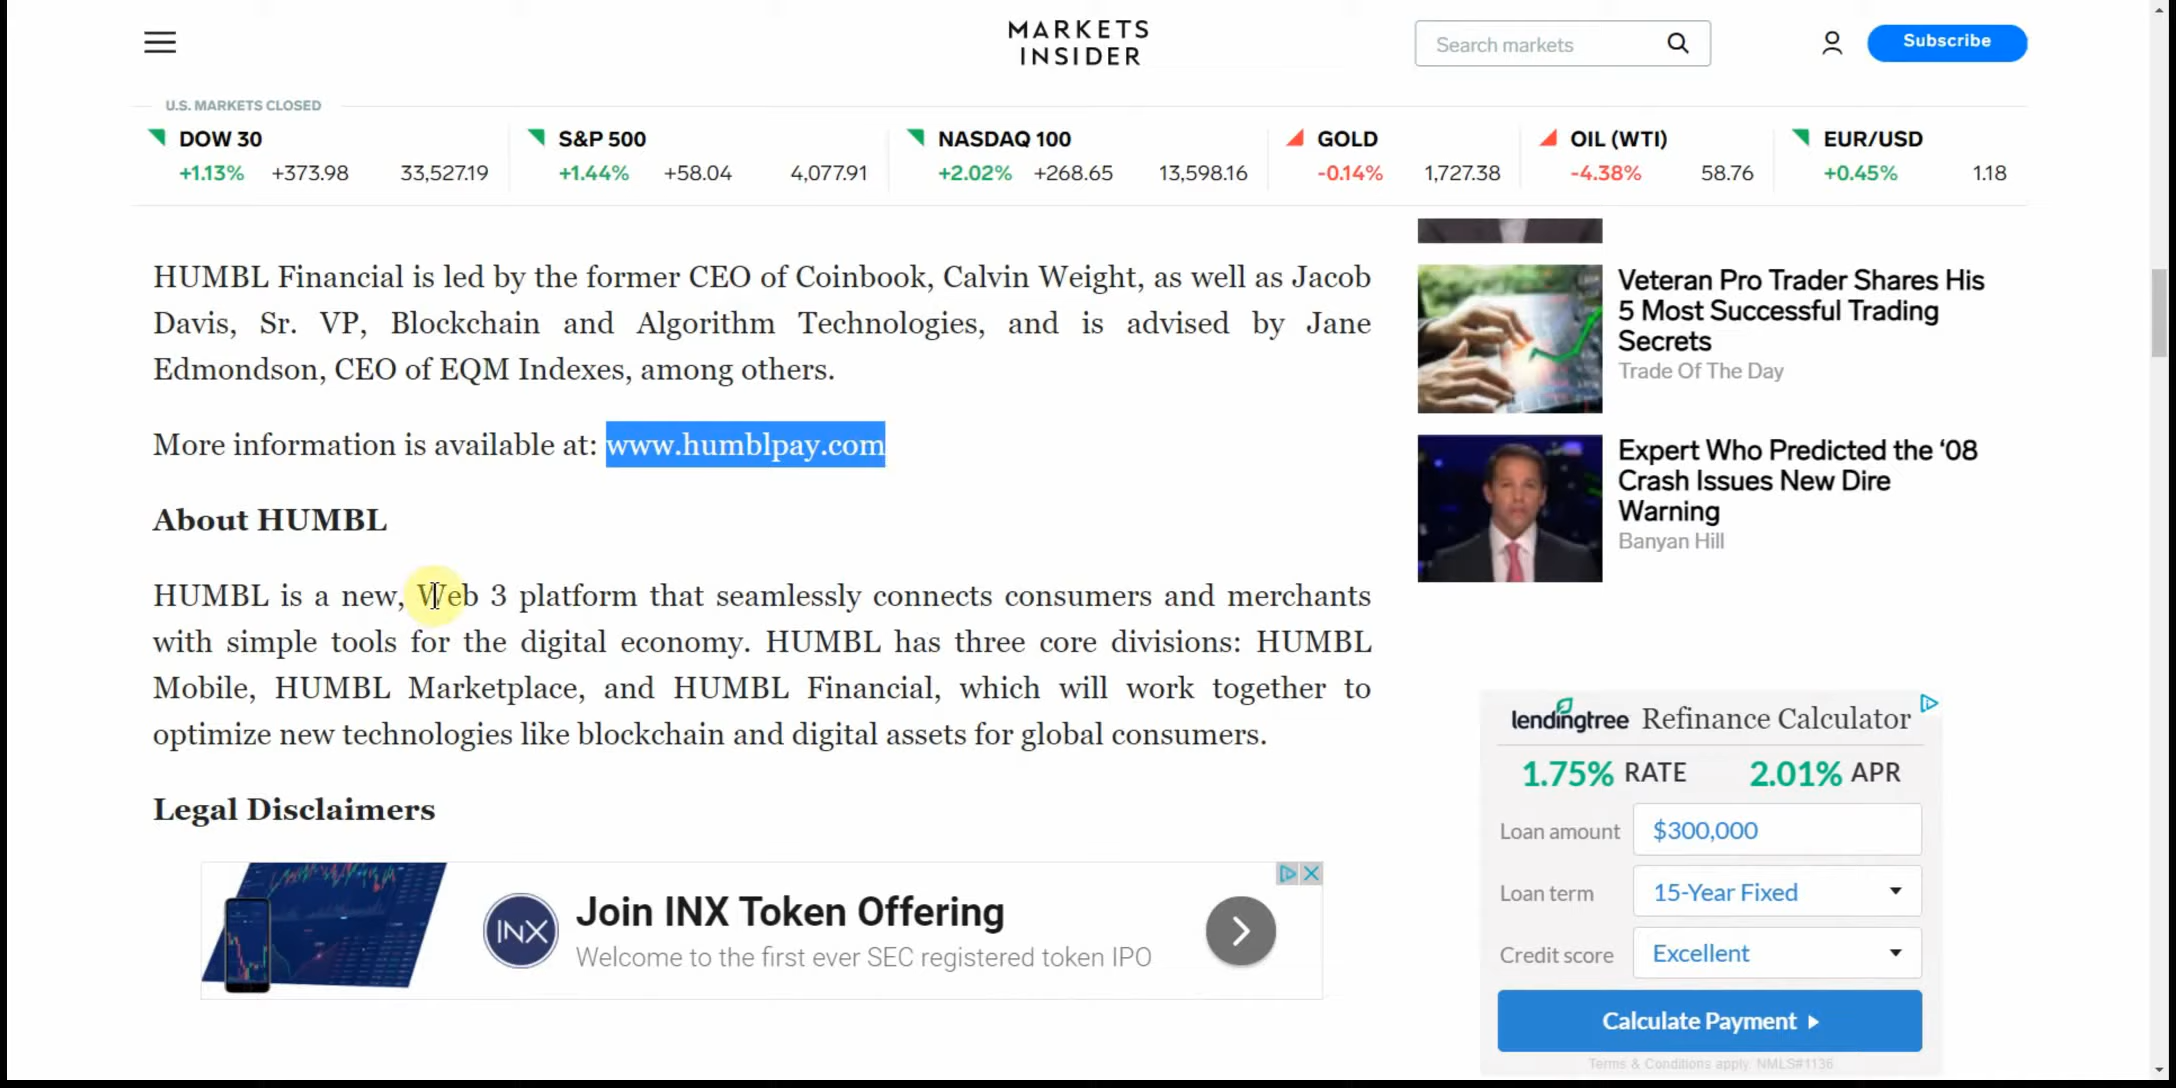 MARKETS
INSIDER
Search markets
Subscribe
U.S. MARKETS CLOSED
DOW 30
+1.13% +373.98 33,527.19
S&P 500
+1.44% +58.04 4,077.91
NASDAQ 100
+2.02% +268.65 13,598.16
GOLD
-0.14% 1,727.38
OIL (WTI)
-4.38% 58.76
EUR/USD
+0.45% 1.18
HUMBL Financial is led by the former CEO of Coinbook, Calvin Weight, as well as Jacob
Davis, Sr. VP, Blockchain and Algorithm Technologies, and is advised by Jane
Edmondson, CEO of EQM Indexes, among others.
More information is available at: www.humblpay.com
About HUMBL
HUMBL is a new, Web 3 platform that seamlessly connects consumers and merchants
with simple tools for the digital economy. HUMBL has three core divisions: HUMBL
Mobile, HUMBL Marketplace, and HUMBL Financial, which will work together to
optimize new technologies like blockchain and digital assets for global consumers.
Legal Disclaimers
INX
Join INX Token Offering
Welcome to the first ever SEC registered token IPO
Veteran Pro Trader Shares His
5 Most Successful Trading
Secrets
Trade Of The Day
Expert Who Predicted the ‘08
Crash Issues New Dire
Warning
Banyan Hill
lendingtree Refinance Calculator
1.75% RATE 2.01% APR
Loan amount $300,000
Loan term 15-Year Fixed
Credit score Excellent
Calculate Payment
Terms & Conditions apply. NMLS#1136